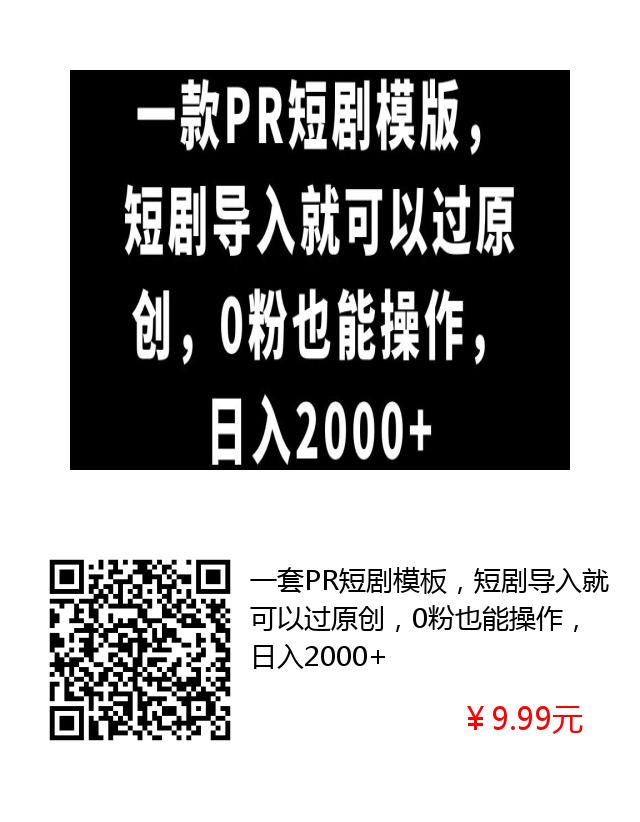 一款PR短剧模版，
短剧导入就可以过原
创，0粉也能操作，
日入2000+
一套PR短剧模板，短剧导入就
可以过原创，0粉也能操作，
日入2000+
￥9.99元